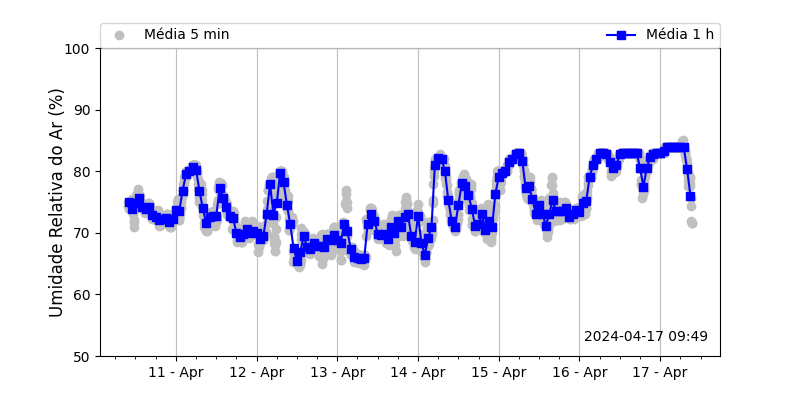 Média 5 min
Média 1 h
Umidade Relativa do Ar (%)
100
90
80
70
60
50
2024-04-17 09:49
11 - Apr
12 - Apr
13 - Apr
14 - Apr
15 - Apr
16 - Apr
17 - Apr